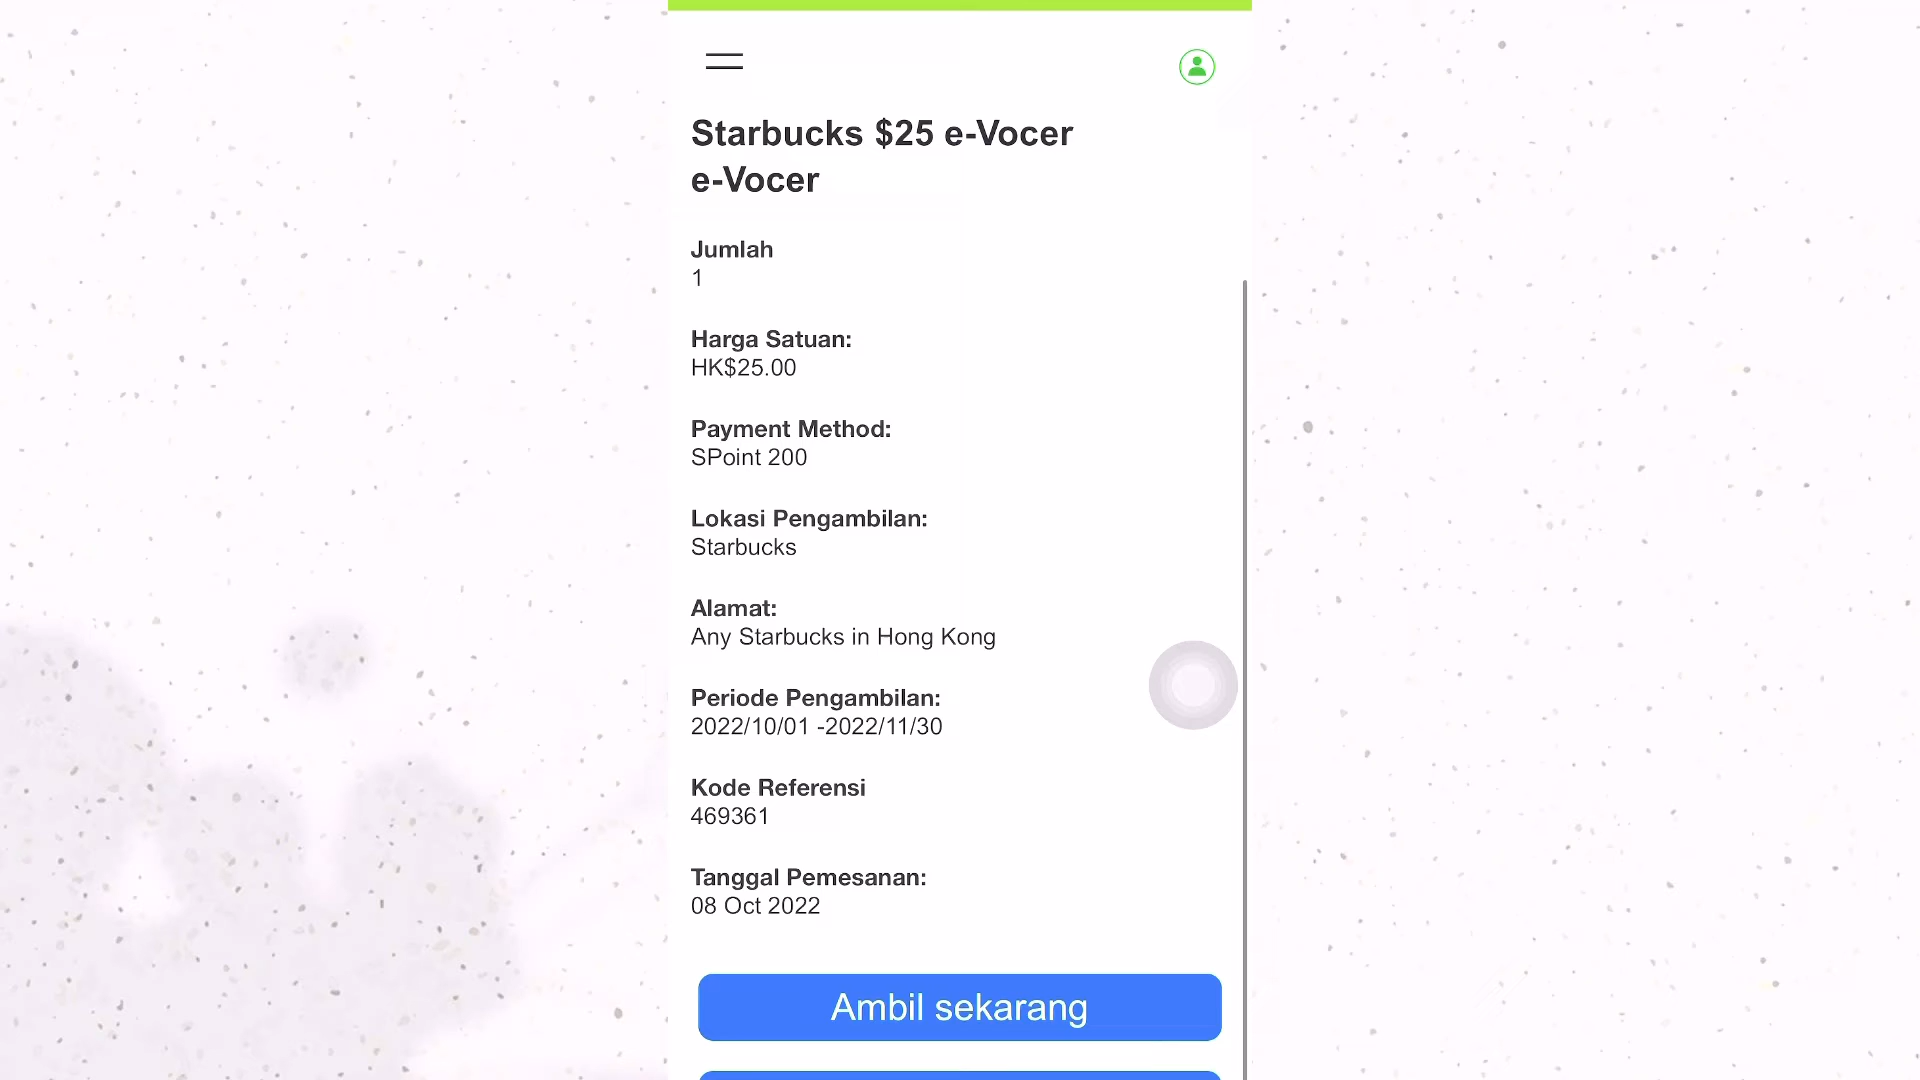 Starbucks $25 e-Vocer
e-Vocer
Jumlah
1
Harga Satuan:
HK$25.00
Payment Method:
SPoint 200
Lokasi Pengambilan:
Starbucks
Alamat:
Any Starbucks in Hong Kong
Periode Pengambilan:
2022/10/01 -2022/11/30
Kode Referensi
469361
Tanggal Pemesanan:
08 Oct 2022
Ambil sekarang